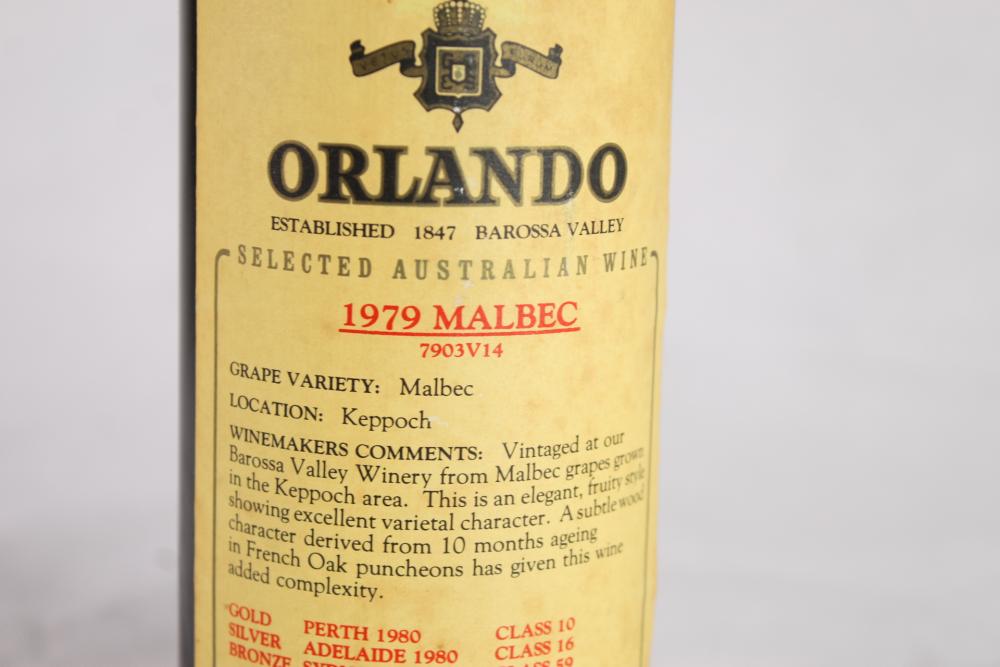 ORLANDO
ESTABLISHED 1847 BAROSSA VALLEY
SELECTED AUSTRALIAN WINE
1979 MALBEC
7903V14
GRAPE VARIETY: Malbec
LOCATION: Keppoch
WINEMAKERS COMMENTS: Vintaged at our
Barossa Valley Winery from Malbec grapes grown
in the Keppoch area. This is an elegant, fruity style
showing excellent varietal character. A subtle wood
character derived from 10 months ageing
in French Oak puncheons has given this wine
added complexity.
GOLD PERTH 1980 CLASS 10
SILVER ADELAIDE 1980 CLASS 16
BRONZE CLASS 59